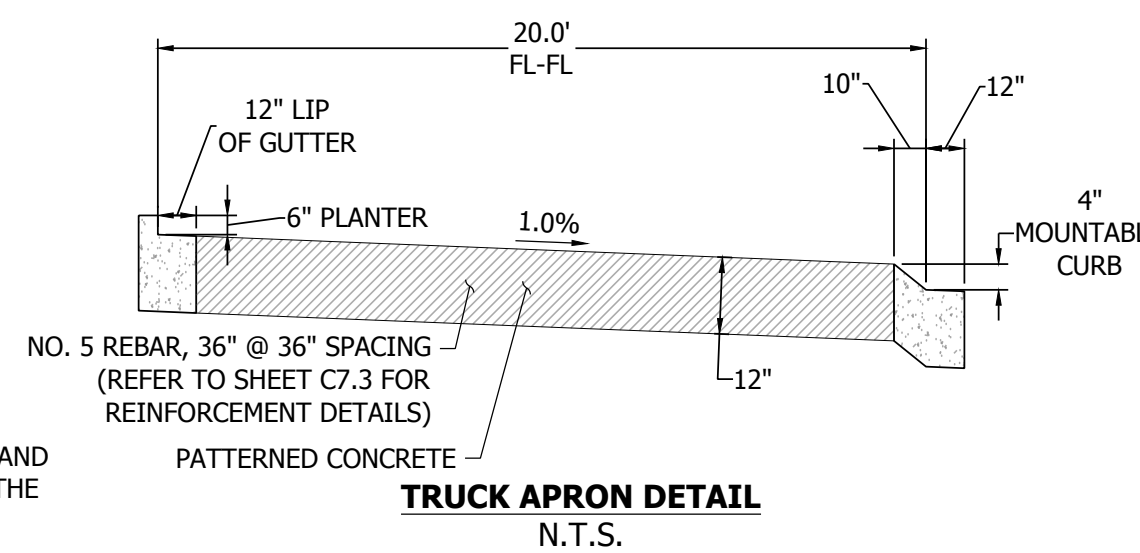 20.0'
FL-FL
12" LIP
OF GUTTER
10"
12"
6" PLANTER
1.0%
4"
CURB
NO. 5 REBAR, 36" @ 36" SPACING
(REFER TO SHEET C7.3 FOR
REINFORCEMENT DETAILS)
12"
AND
THE
PATTERNED CONCRETE
TRUCK APRON DETAIL
N.T.S.